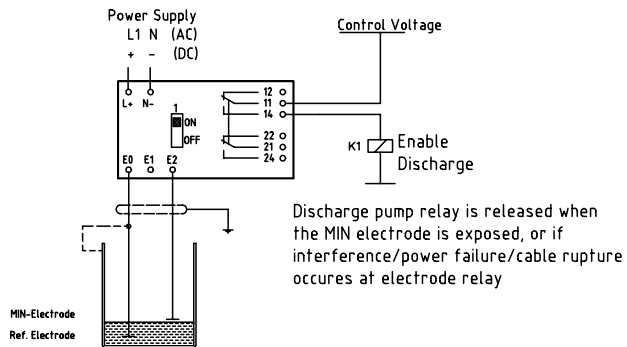 Power Supply
L1 N (AC)
+ - (DC)
Control Voltage
L+ N-
1
ON
OFF
12
11
14
22
21
24
E0 E1 E2
K1
Enable
Discharge
Discharge pump relay is released when
the MIN electrode is exposed, or if
interference/power failure/cable rupture
occures at electrode relay
MIN-Electrode
Ref. Electrode